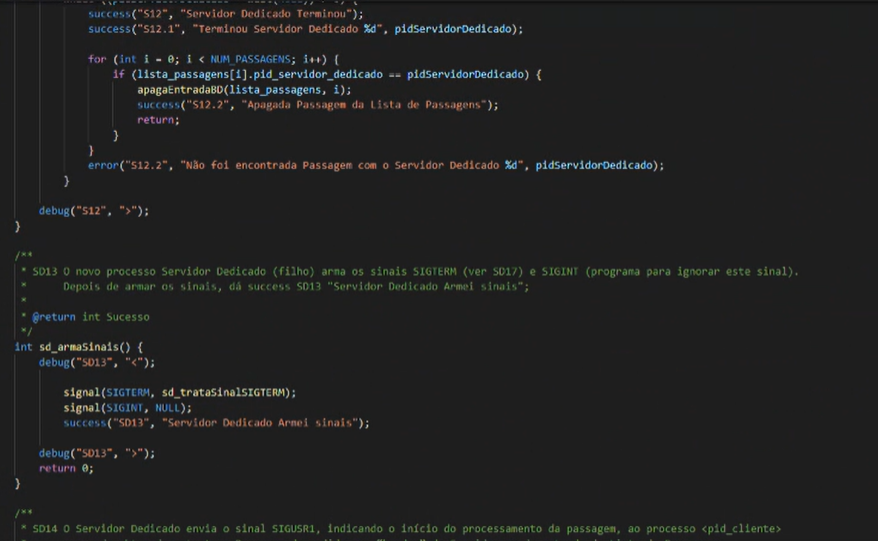 success("S12", "Servidor Dedicado Terminou");
success("S12.1", "Terminou Servidor Dedicado %d", pidServidorDedicado);
for (int i = 0; i < NUM_PASSAGENS; i++) {
if (lista_passagens[i].pid_servidor_dedicado == pidServidorDedicado) {
apagaEntradaBD(lista_passagens, i);
success("S12.2", "Apagada Passagem da Lista de Passagens");
return;
}
}
error("S12.2", "Não foi encontrada Passagem com o Servidor Dedicado %d", pidServidorDedicado);
}
debug("S12", ">");
}
/**
* SD13 O novo processo Servidor Dedicado (filho) arma os sinais SIGTERM (ver SD17) e SIGINT (programa para ignorar este sinal).
* Depois de armar os sinais, dá success SD13 "Servidor Dedicado Armei sinais";
*
* @return int Sucesso
*/
int sd_armaSinais() {
debug("SD13", "<");
signal(SIGTERM, sd_trataSinalSIGTERM);
signal(SIGINT, NULL);
success("SD13", "Servidor Dedicado Armei sinais");
debug("SD13", ">");
return 0;
}
/**
* SD14 O Servidor Dedicado envia o sinal SIGUSR1, indicando o início do processamento da passagem, ao processo <pid_cliente>